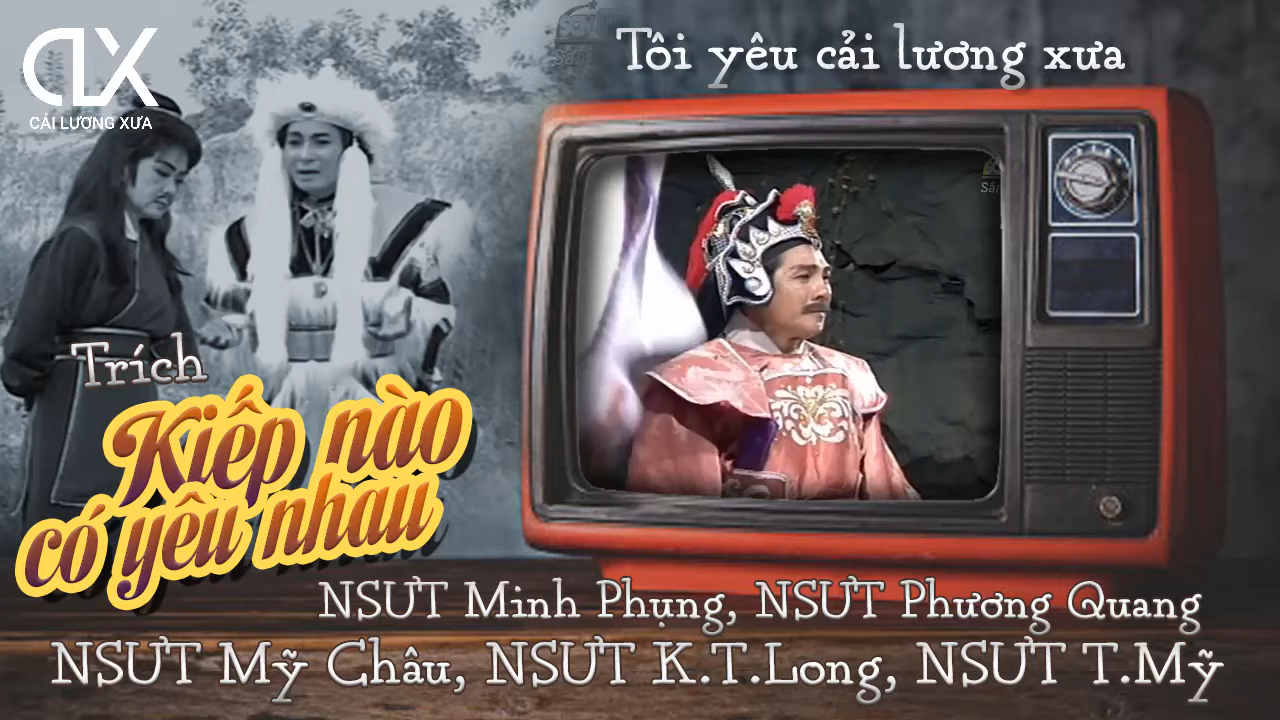 CLX
CẢI LƯƠNG XƯA
Tôi yêu cải lương xưa
Trích
Kiếp nào
có yêu nhau
NSƯT Minh Phụng, NSƯT Phương Quang
NSƯT Mỹ Châu, NSƯT K.T.Long, NSƯT T.Mỹ